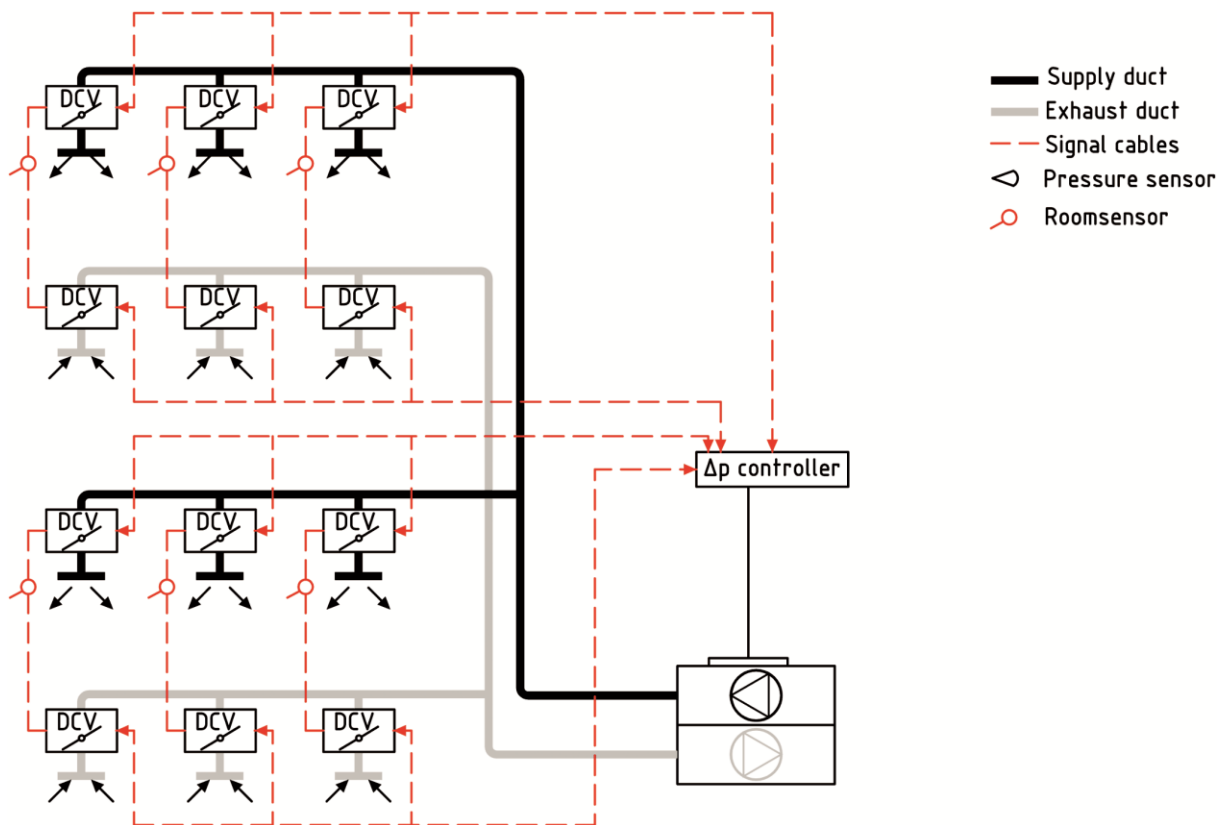 DCV DCV DCV
Supply duct
Exhaust duct
Signal cables
Pressure sensor
Roomsensor
DCV DCV DCV
Δp controller
DCV DCV DCV
DCV DCV DCV